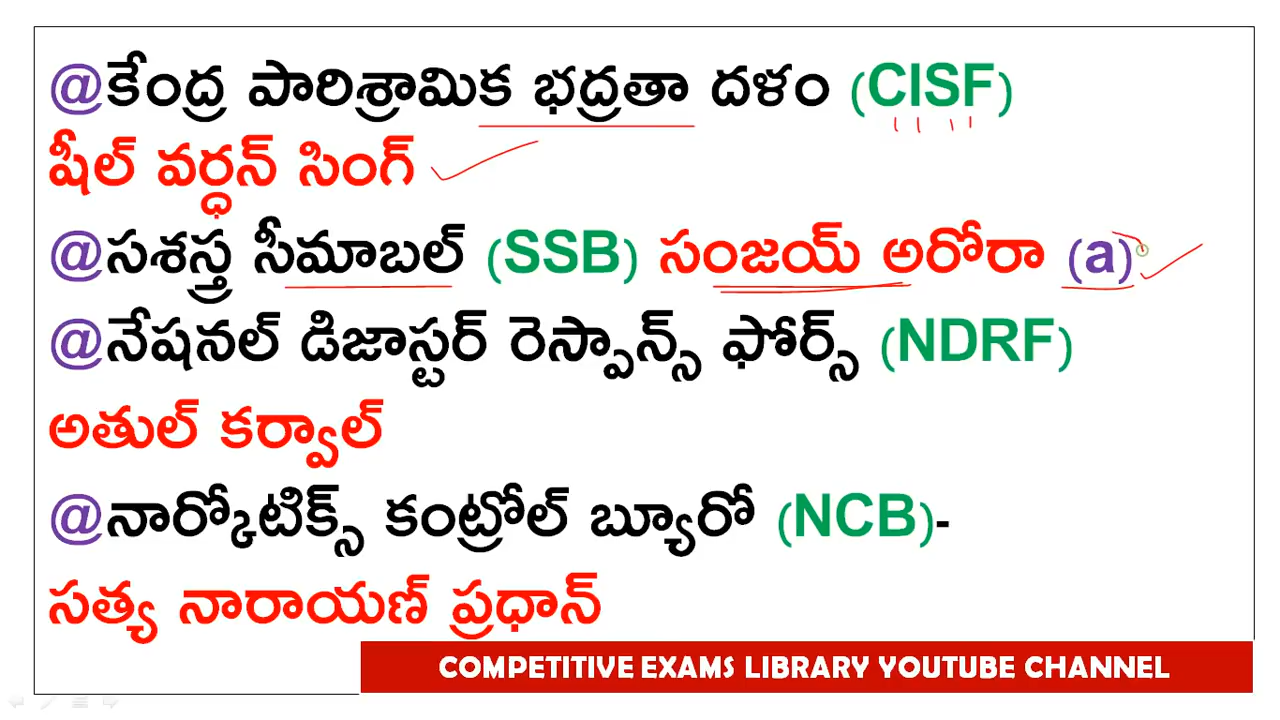 @కేంద్ర పారిశ్రామిక భద్రతా దళం (CISF)
షీల్ వర్ధన్ సింగ్
@సశస్త్ర సీమాబల్ (SSB) సంజయ్ అరోరా (a)
@నేషనల్ డిజాస్టర్ రెస్పాన్స్ ఫోర్స్ (NDRF)
అతుల్ కర్వాల్
@నార్కోటిక్స్ కంట్రోల్ బ్యూరో (NCB)-
సత్య నారాయణ్ ప్రధాన్
COMPETITIVE EXAMS LIBRARY YOUTUBE CHANNEL